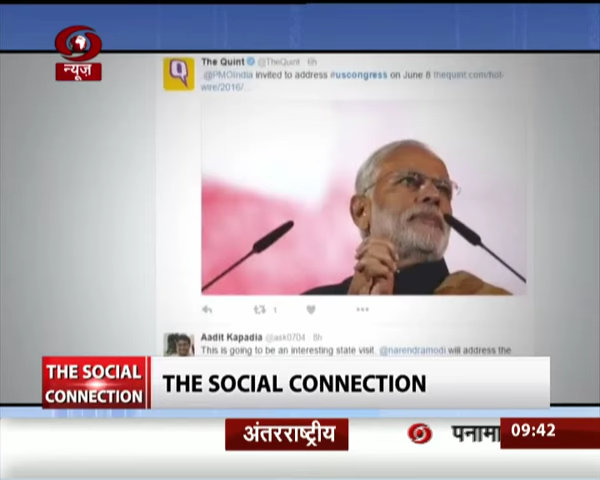 न्यूज़
The Quint @TheQuint 6h
@PMOIndia invited to address #uscongress on June 8 thequint.com/hot-
wire/2016/...
1
Aadit Kapadia @ask0704 8h
This is going to be an interesting state visit. @narendramodi will address the
THE SOCIAL
CONNECTION
THE SOCIAL CONNECTION
अंतरराष्ट्रीय
पनामा
09:42